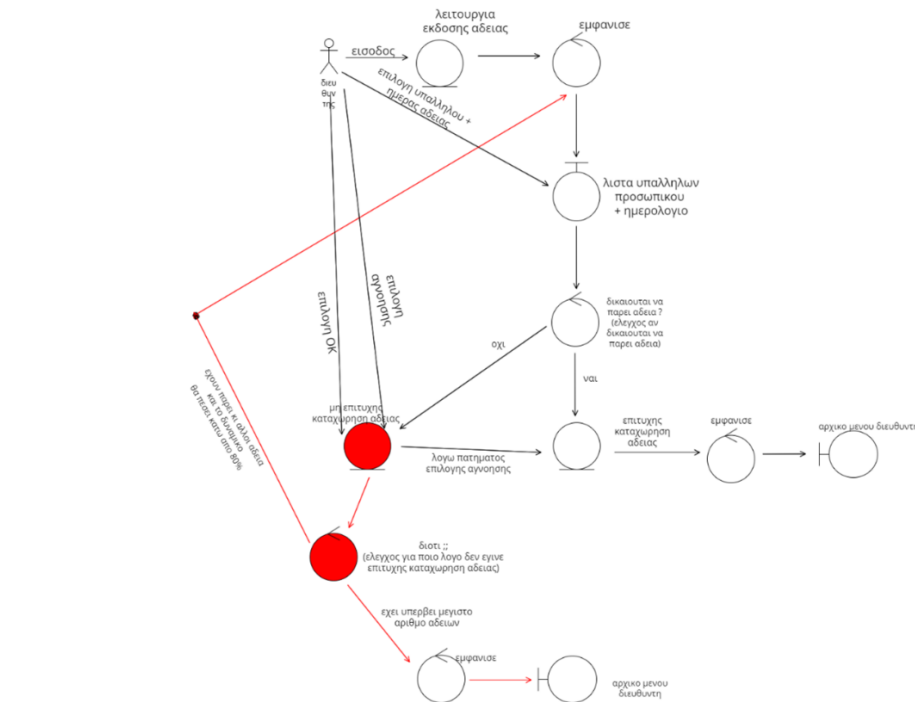 λειτουργια
εκδοσης αδειας
εμφανισε
εισοδος
διευ
θυν
της
επιλογη υπαλληλου +
ημερας αδειας
λιστα υπαλληλων
προσωπικου
+ ημερολογιο
επιλογη
αγνοησης
επιλογη ΟΚ
δικαιουται να
παρει αδεια ?
(ελεγχος αν
δικαιουται να
παρει αδεια)
οχι
ναι
εχουν παρει κι αλλοι αδεια
και το δυναμικο
θα πεσει κατω απο 80%
μη επιτυχης
καταχωρηση αδειας
λογω πατηματος
επιλογης αγνοησης
επιτυχης
καταχωρηση
αδειας
εμφανισε
αρχικο μενου διευθυντη
διοτι ;;
(ελεγχος για ποιο λογο δεν εγινε
επιτυχης καταχωρηση αδειας)
εχει υπερβει μεγιστο
αριθμο αδειων
εμφανισε
αρχικο μενου
διευθυντη